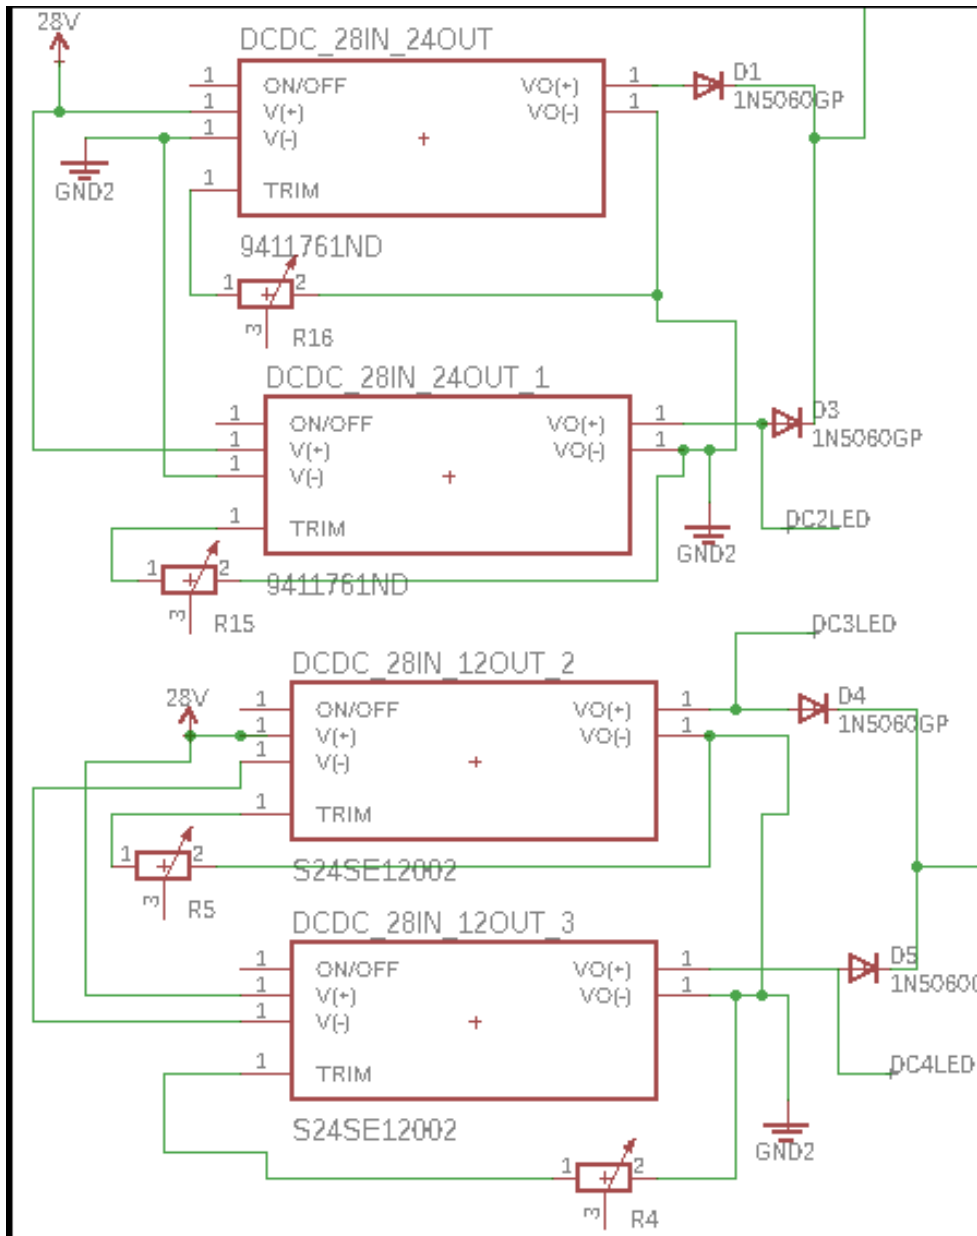 28V
DCDC_28IN_24OUT
1 ON/OFF VO(+) 1 D1
1 V(+) VO(-) 1 1N5060GP
1 V(-)
GND2
1 TRIM
9411761ND
1 2
3 R16
DCDC_28IN_24OUT_1
1 ON/OFF VO(+) 1 D3
1 V(+) VO(-) 1 1N5060GP
1 V(-)
1 TRIM DC2LED
GND2
1 2 9411761ND
3 R15
DC3LED
DCDC_28IN_12OUT_2
28V
1 ON/OFF VO(+) 1 D4
1 V(+) VO(-) 1 1N5060GP
1 V(-)
1 TRIM
1 2 S24SE12002
3 R5
DCDC_28IN_12OUT_3
1 ON/OFF VO(+) 1 D5
1 V(+) VO(-) 1 1N5060
1 V(-)
1 TRIM DC4LED
S24SE12002
GND2
1 2
3 R4